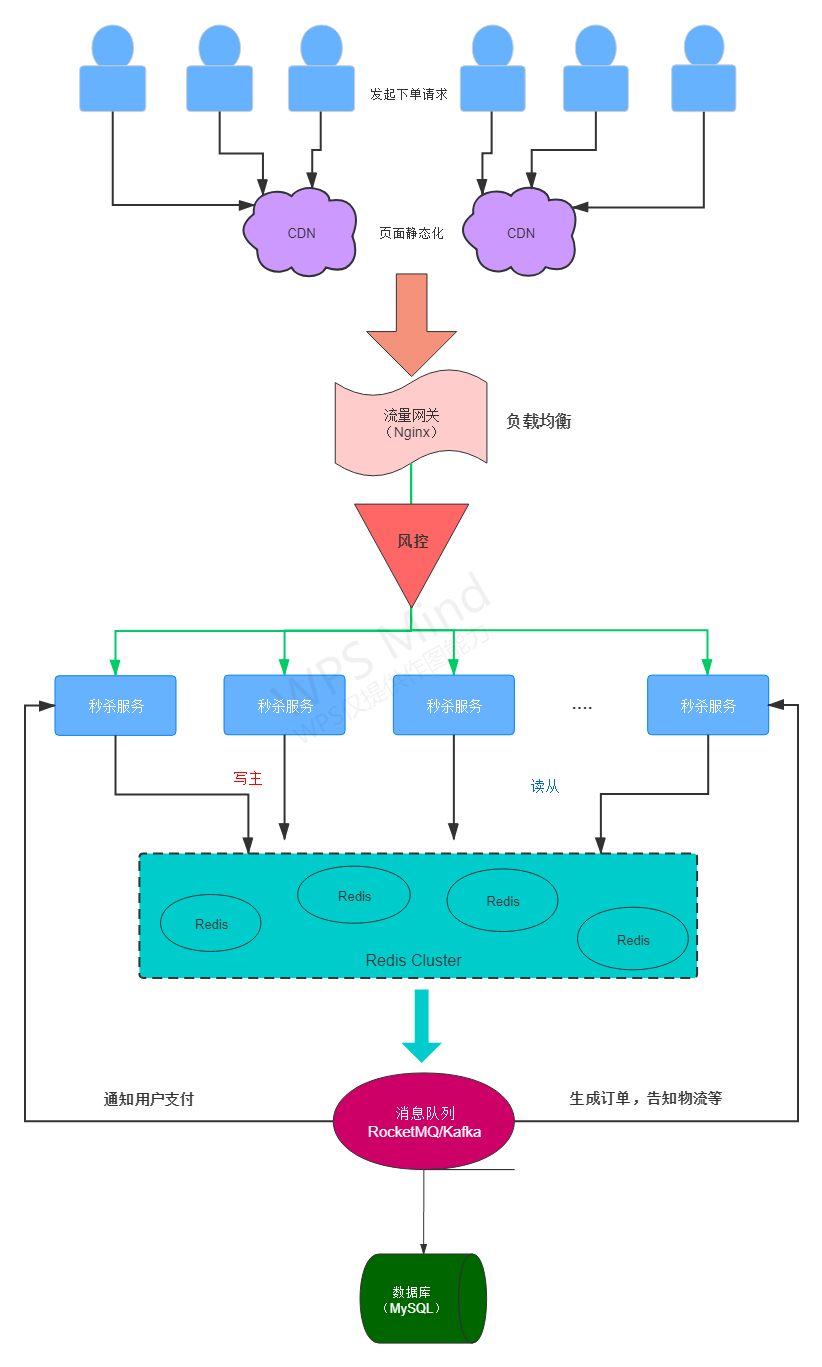 发起下单请求
CDN
页面静态化
CDN
流量网关
（Nginx）
负载均衡
风控
WPS Mind
WPS仅提供作图能力
秒杀服务
秒杀服务
秒杀服务
....
秒杀服务
写主
读从
Redis
Redis
Redis
Redis
Redis Cluster
通知用户支付
消息队列
RocketMQ/Kafka
生成订单，告知物流等
数据库
（MySQL）